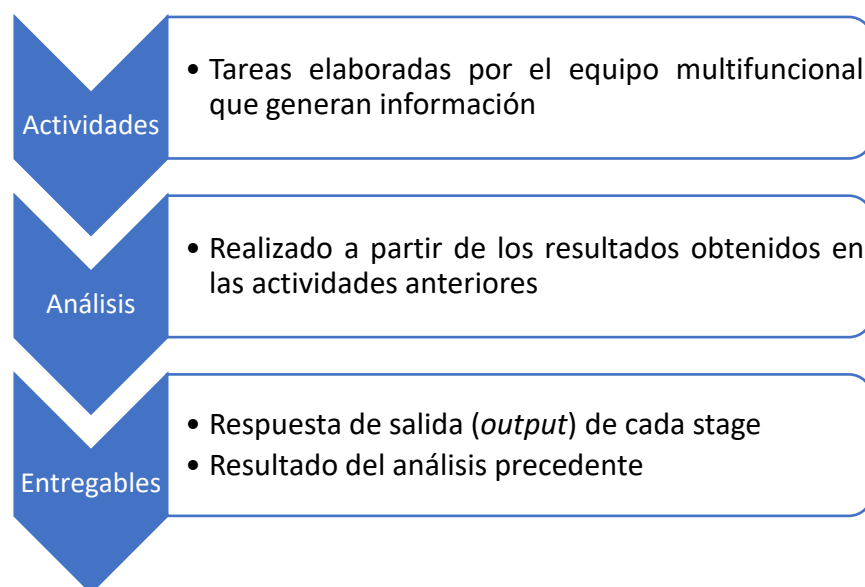 Actividades
• Tareas elaboradas por el equipo multifuncional
que generan información
Análisis
• Realizado a partir de los resultados obtenidos en
las actividades anteriores
Entregables
• Respuesta de salida (output) de cada stage
• Resultado del análisis precedente